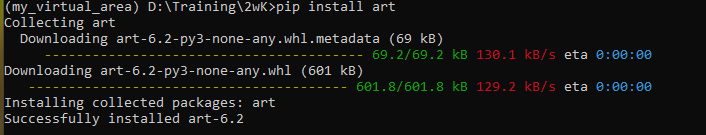 (my_virtual_area) D:\Training\2wK>pip install art
Collecting art
  Downloading art-6.2-py3-none-any.whl.metadata (69 kB)
     ---------------------------------------- 69.2/69.2 kB 130.1 kB/s eta 0:00:00
Downloading art-6.2-py3-none-any.whl (601 kB)
   ---------------------------------------- 601.8/601.8 kB 129.2 kB/s eta 0:00:00
Installing collected packages: art
Successfully installed art-6.2